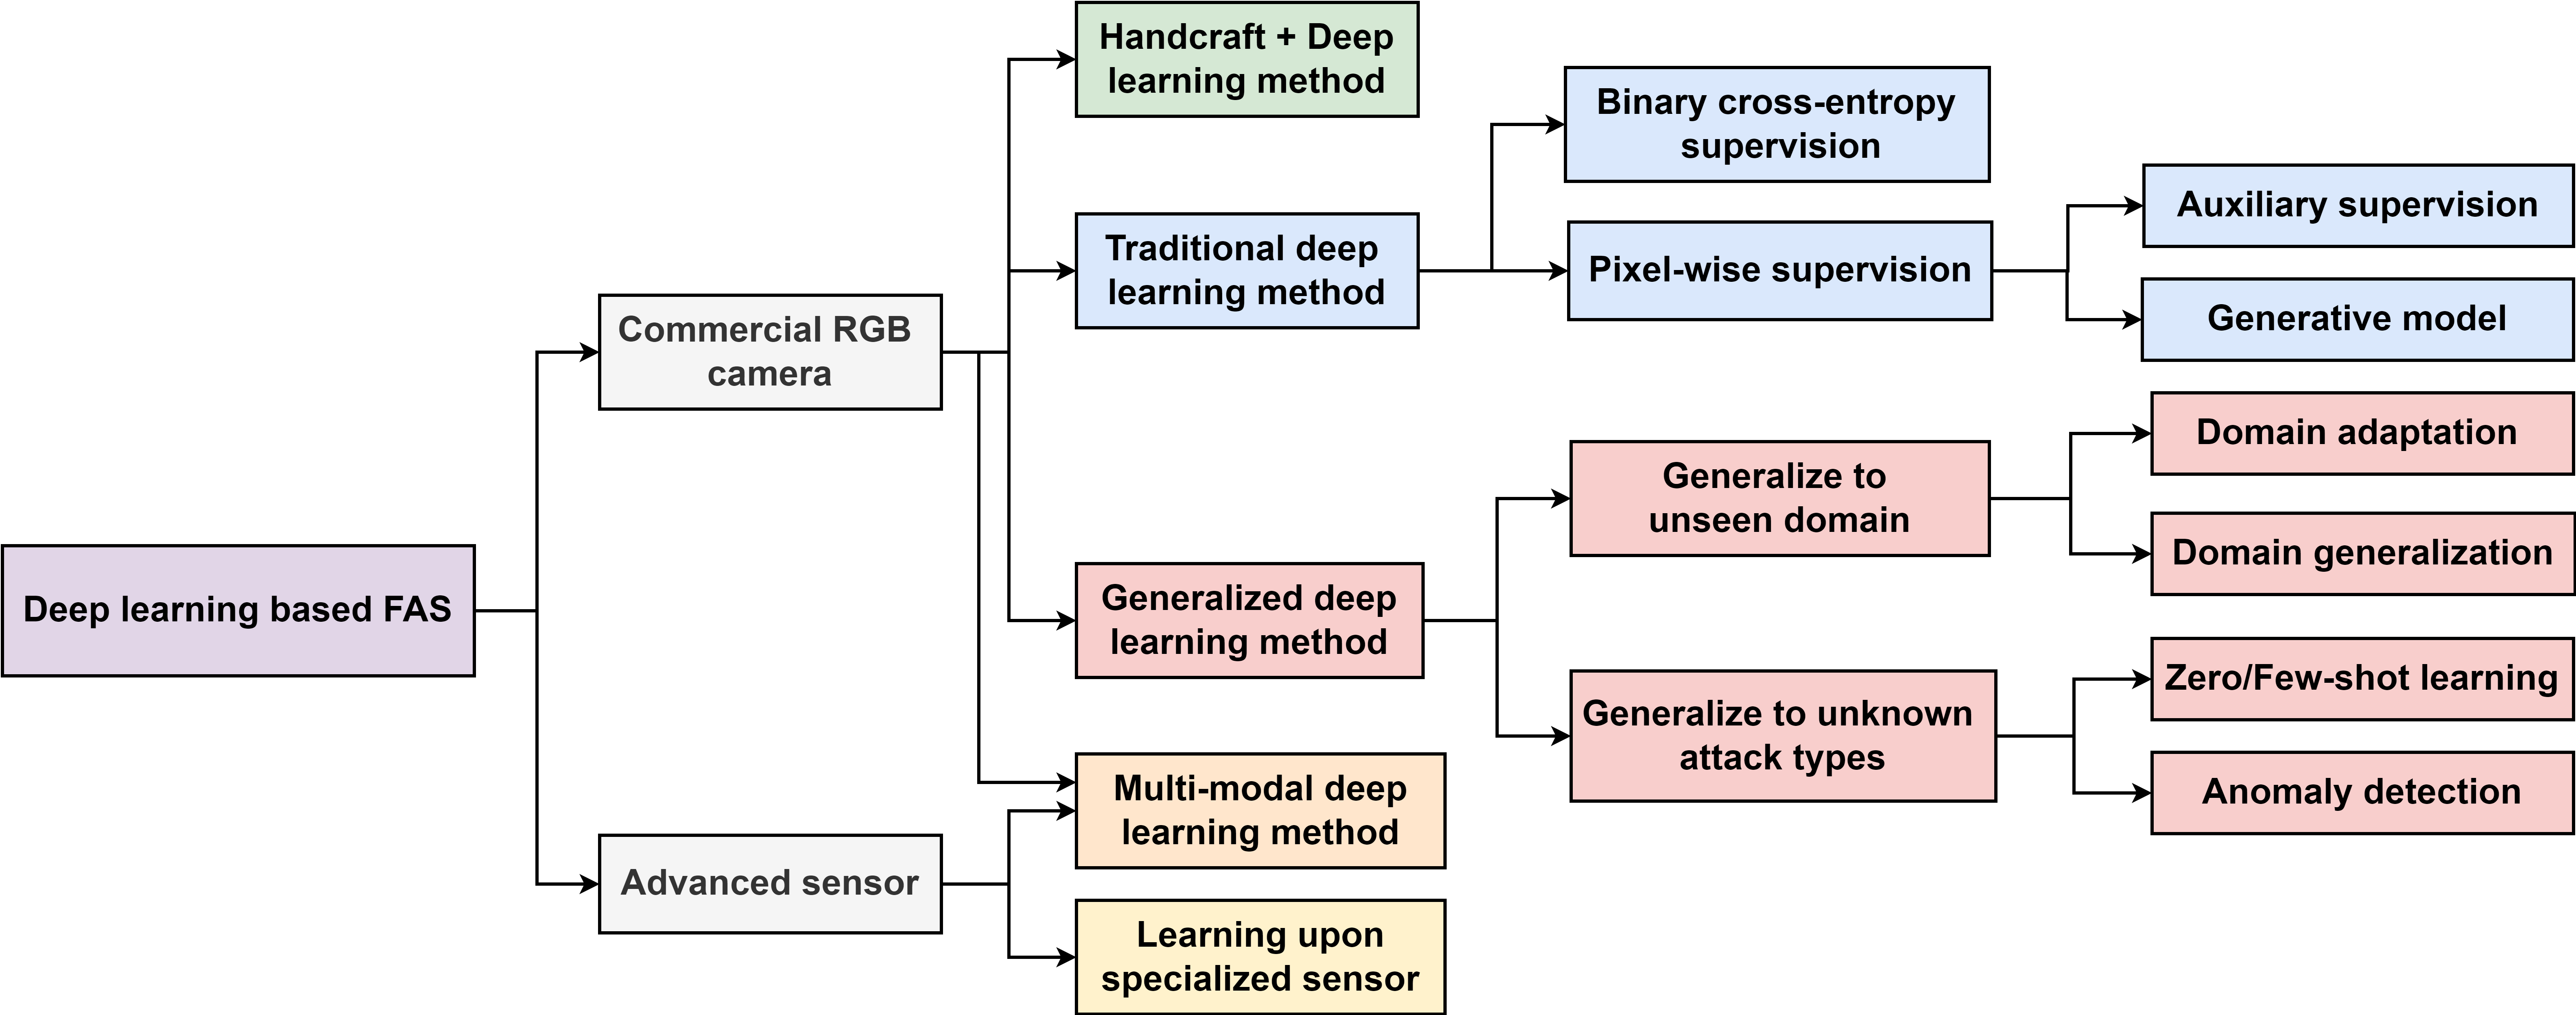 Handcraft + Deep
learning method
Binary cross-entropy
supervision
Auxiliary supervision
Traditional deep
learning method
Pixel-wise supervision
Generative model
Commercial RGB
camera
Domain adaptation
Generalize to
unseen domain
Domain generalization
Deep learning based FAS
Generalized deep
learning method
Zero/Few-shot learning
Generalize to unknown
attack types
Anomaly detection
Multi-modal deep
learning method
Advanced sensor
Learning upon
specialized sensor